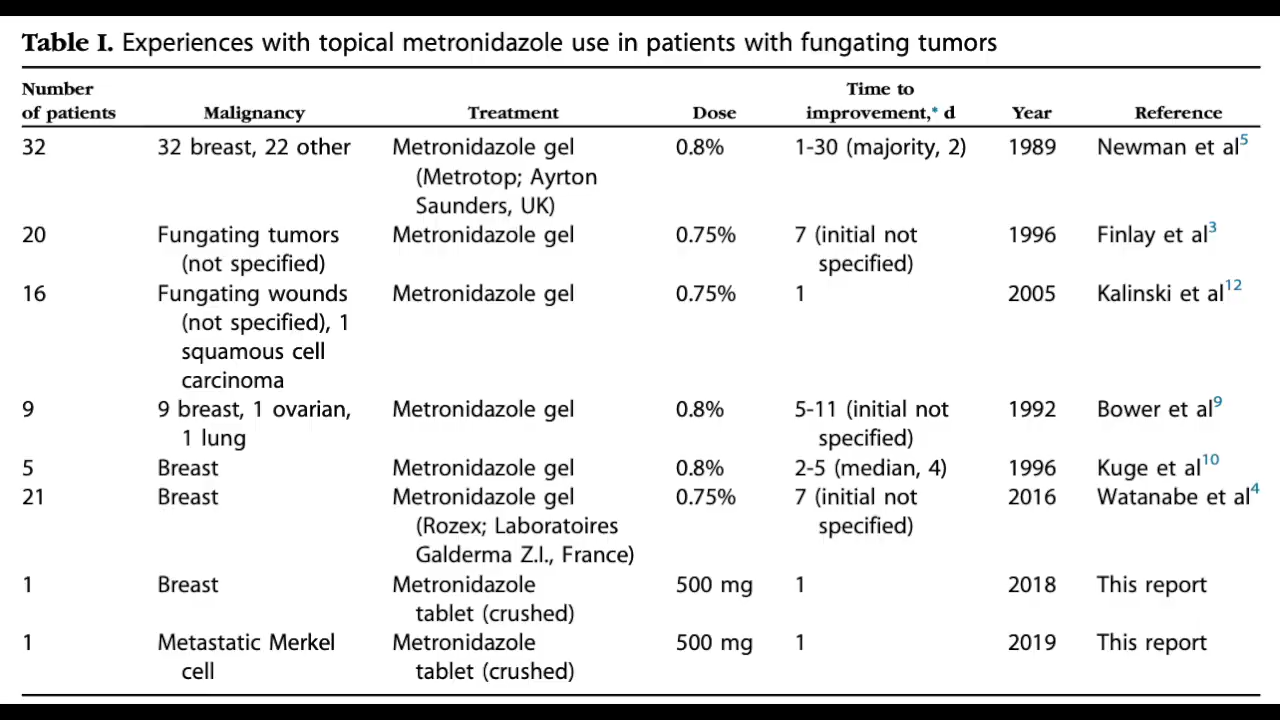 Table I. Experiences with topical metronidazole use in patients with fungating tumors
Number of patients Malignancy Treatment Dose Time to improvement,* d Year Reference
32 32 breast, 22 other Metronidazole gel (Metrotop; Ayrton Saunders, UK) 0.8% 1-30 (majority, 2) 1989 Newman et al5
20 Fungating tumors (not specified) Metronidazole gel 0.75% 7 (initial not specified) 1996 Finlay et al3
16 Fungating wounds (not specified), 1 squamous cell carcinoma Metronidazole gel 0.75% 1 2005 Kalinski et al12
9 9 breast, 1 ovarian, 1 lung Metronidazole gel 0.8% 5-11 (initial not specified) 1992 Bower et al9
5 Breast Metronidazole gel 0.8% 2-5 (median, 4) 1996 Kuge et al10
21 Breast Metronidazole gel (Rozex; Laboratoires Galderma Z.I., France) 0.75% 7 (initial not specified) 2016 Watanabe et al4
1 Breast Metronidazole tablet (crushed) 500 mg 1 2018 This report
1 Metastatic Merkel cell Metronidazole tablet (crushed) 500 mg 1 2019 This report